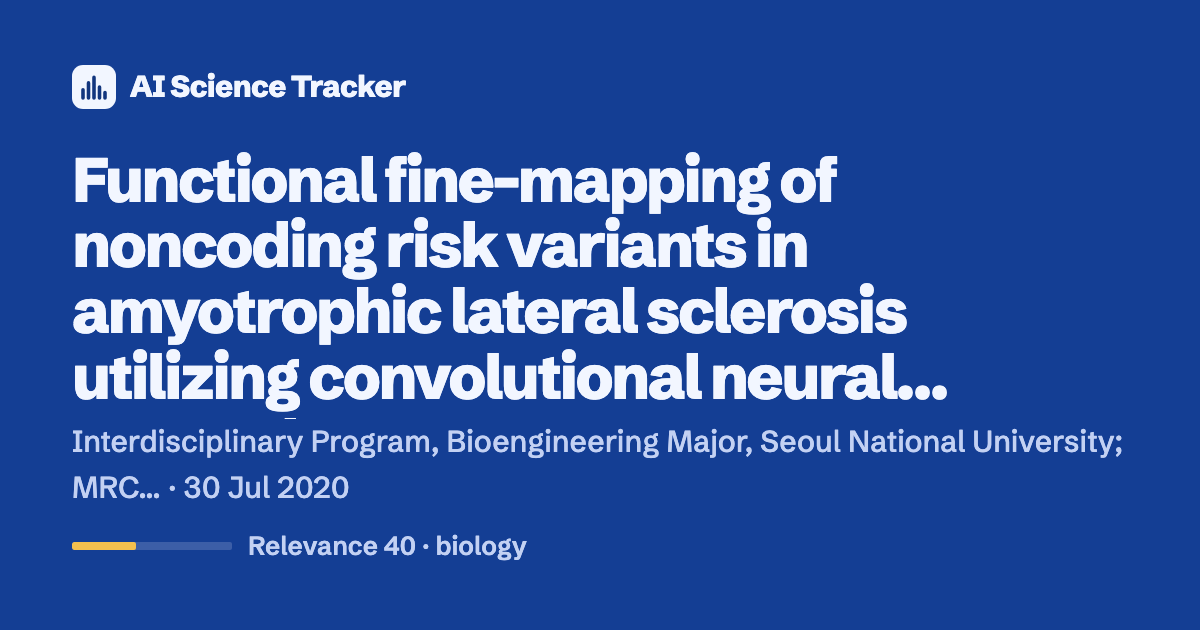 AI Science Tracker
Functional fine-mapping of
noncoding risk variants in
amyotrophic lateral sclerosis
utilizing convolutional neural...
Interdisciplinary Program, Bioengineering Major, Seoul National University;
MRC... · 30 Jul 2020
Relevance 40 · biology